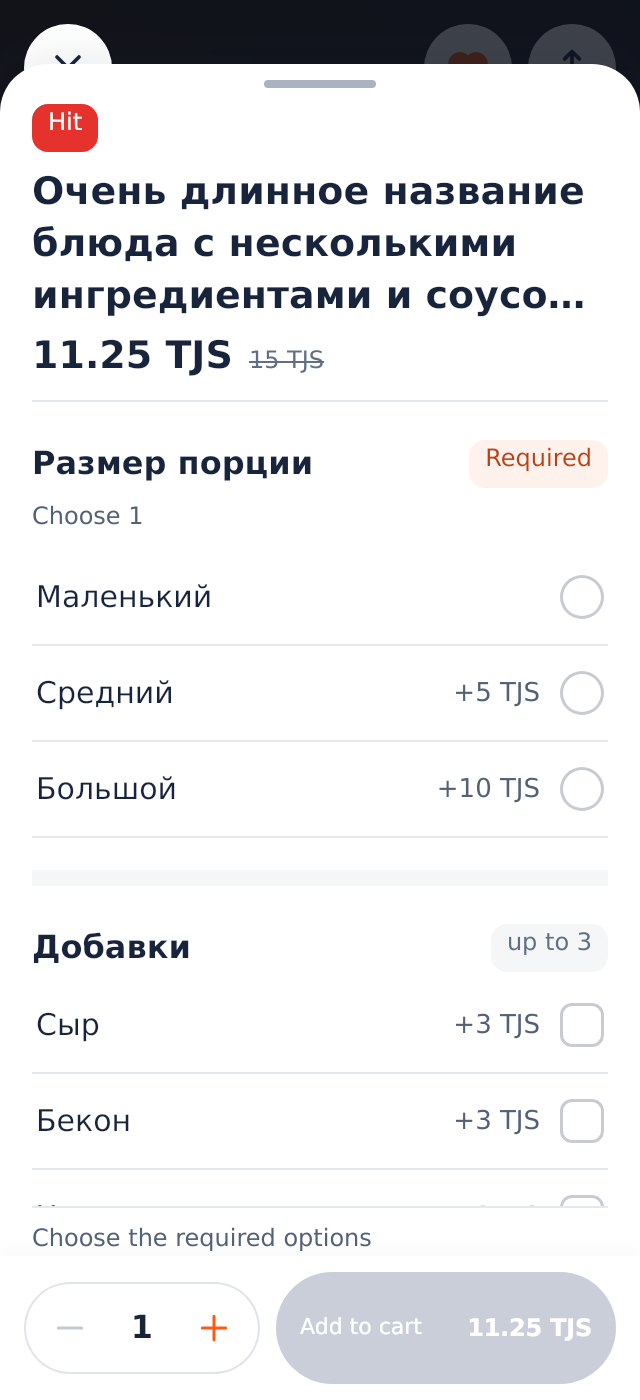 Hit
Очень длинное название
блюда с несколькими
ингредиентами и соусо...
11.25 TJS 15 TJS
Размер порции Required
Choose 1
Маленький
Средний +5 TJS
Большой +10 TJS
Добавки up to 3
Сыр +3 TJS
Бекон +3 TJS
Choose the required options
1 Add to cart 11.25 TJS